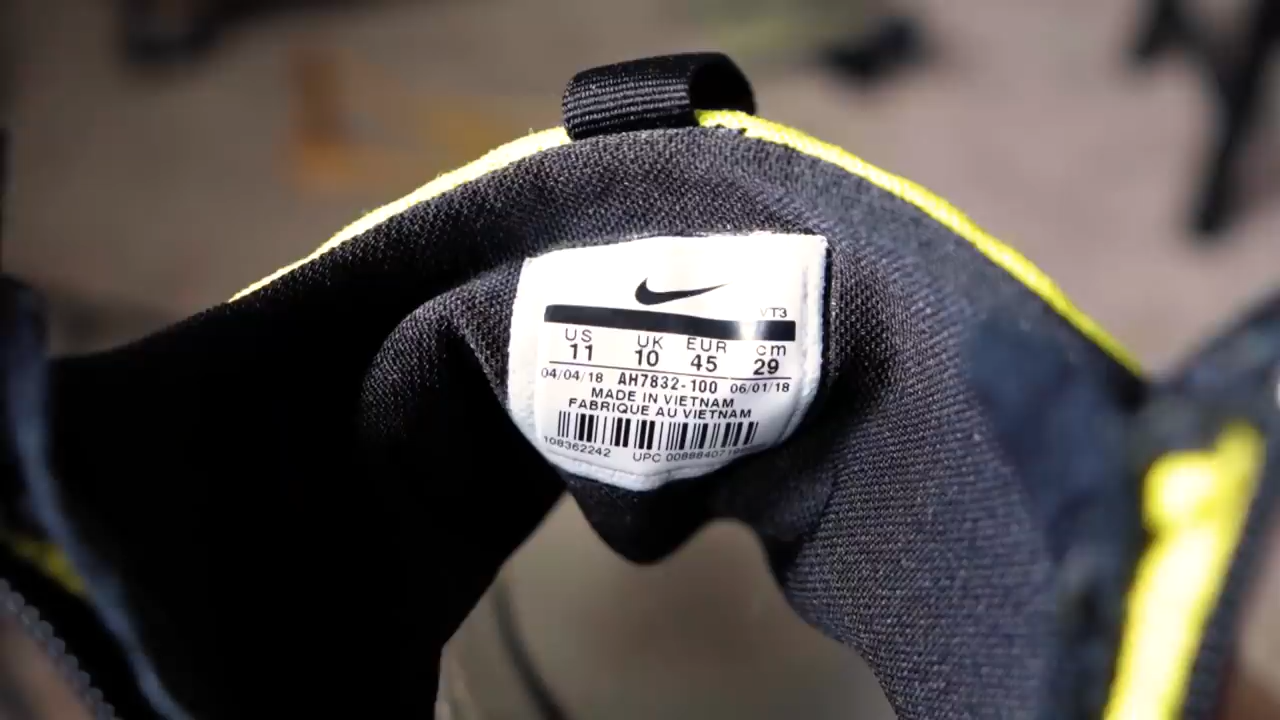 VT3
US UK EUR cm
11 10 45 29
04/04/18 AH7832-100 06/01/18
MADE IN VIETNAM
FABRIQUE AU VIETNAM
108362242 UPC